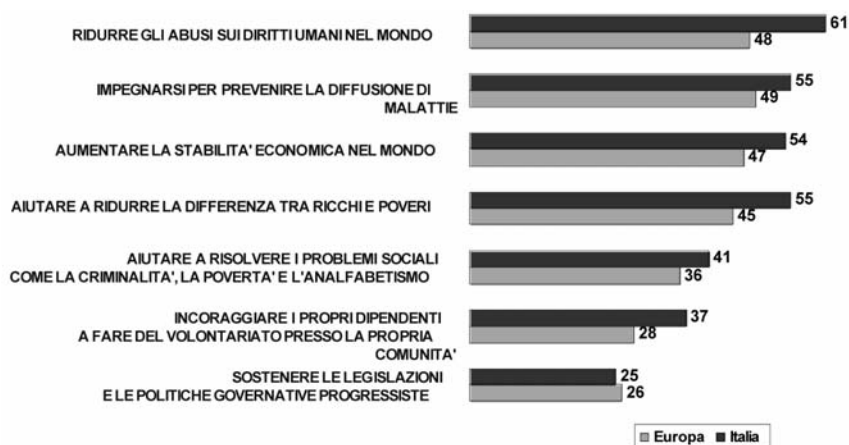 RIDURRE GLI ABUSI SUI DIRITTI UMANI NEL MONDO
61
48
IMPEGNARSI PER PREVENIRE LA DIFFUSIONE DI
MALATTIE
55
49
AUMENTARE LA STABILITA' ECONOMICA NEL MONDO
54
47
AIUTARE A RIDURRE LA DIFFERENZA TRA RICCHI E POVERI
55
45
AIUTARE A RISOLVERE I PROBLEMI SOCIALI
COME LA CRIMINALITA', LA POVERTA' E L'ANALFABETISMO
41
36
INCORAGGIARE I PROPRI DIPENDENTI
A FARE DEL VOLONTARIATO PRESSO LA PROPRIA
COMUNITA'
37
28
SOSTENERE LE LEGISLAZIONI
E LE POLITICHE GOVERNATIVE PROGRESSISTE
25
26
Europa Italia